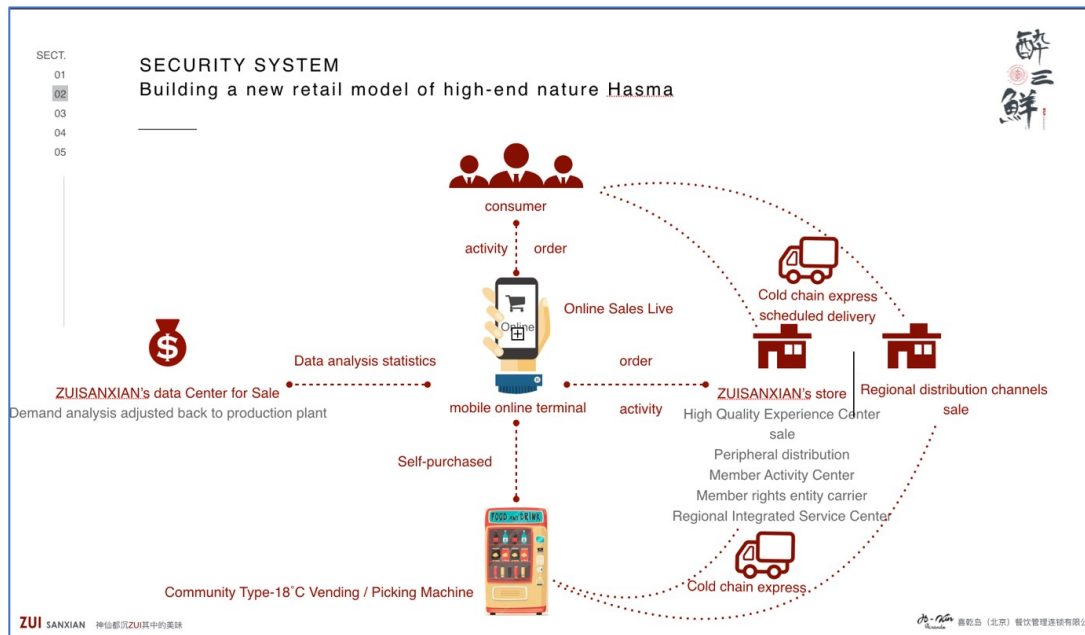 SECT.
01
02
03
04
05
SECURITY SYSTEM
Building a new retail model of high-end nature Hasma
醉三鮮
consumer
activity order
Online
Online Sales Live
Cold chain express
scheduled delivery
Data analysis statistics
order
ZUISANXIAN's data Center for Sale
Demand analysis adjusted back to production plant
mobile online terminal
activity
ZUISANXIAN's store
High Quality Experience Center
sale
Peripheral distribution
Member Activity Center
Member rights entity carrier
Regional Integrated Service Center
Regional distribution channels
sale
Self-purchased
FOOD and DRINK
Cold chain express
Community Type-18°C Vending / Picking Machine
ZUI SANXIAN 神仙都沉ZUI其中的美味
喜乾岛（北京）餐饮管理连锁有限公